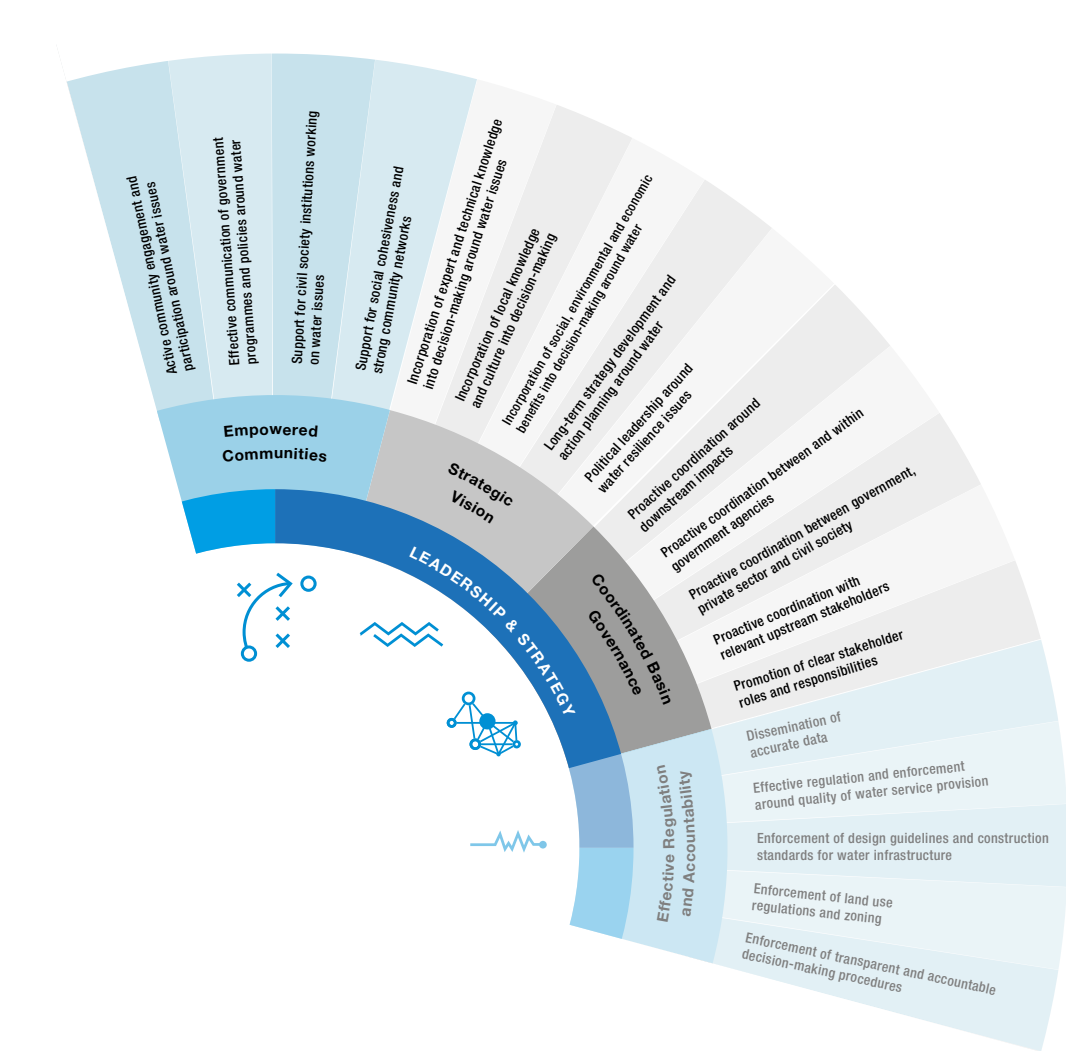 Active community engagement and
participation around water issues
Effective communication of government
programmes and policies around water
Support for civil society institutions working
on water issues
Support for social cohesiveness and
strong community networks
Incorporation of expert and technical knowledge
into decision-making around water issues
Incorporation of local knowledge
and culture into decision-making
Incorporation of social, environmental and economic
benefits into decision-making around water
Long-term strategy development and
action planning around water
Political leadership around
water resilience issues
Proactive coordination around
downstream impacts
Proactive coordination between and within
government agencies
Proactive coordination between government,
private sector and civil society
Proactive coordination with
relevant upstream stakeholders
Promotion of clear stakeholder
roles and responsibilities
Dissemination of
accurate data
Effective regulation and enforcement
around quality of water service provision
Enforcement of design guidelines and construction
standards for water infrastructure
Enforcement of land use
regulations and zoning
Enforcement of transparent and accountable
decision-making procedures
Empowered
Communities
Strategic
Vision
Coordinated Basin
Governance
Effective Regulation
and Accountability
LEADERSHIP & STRATEGY